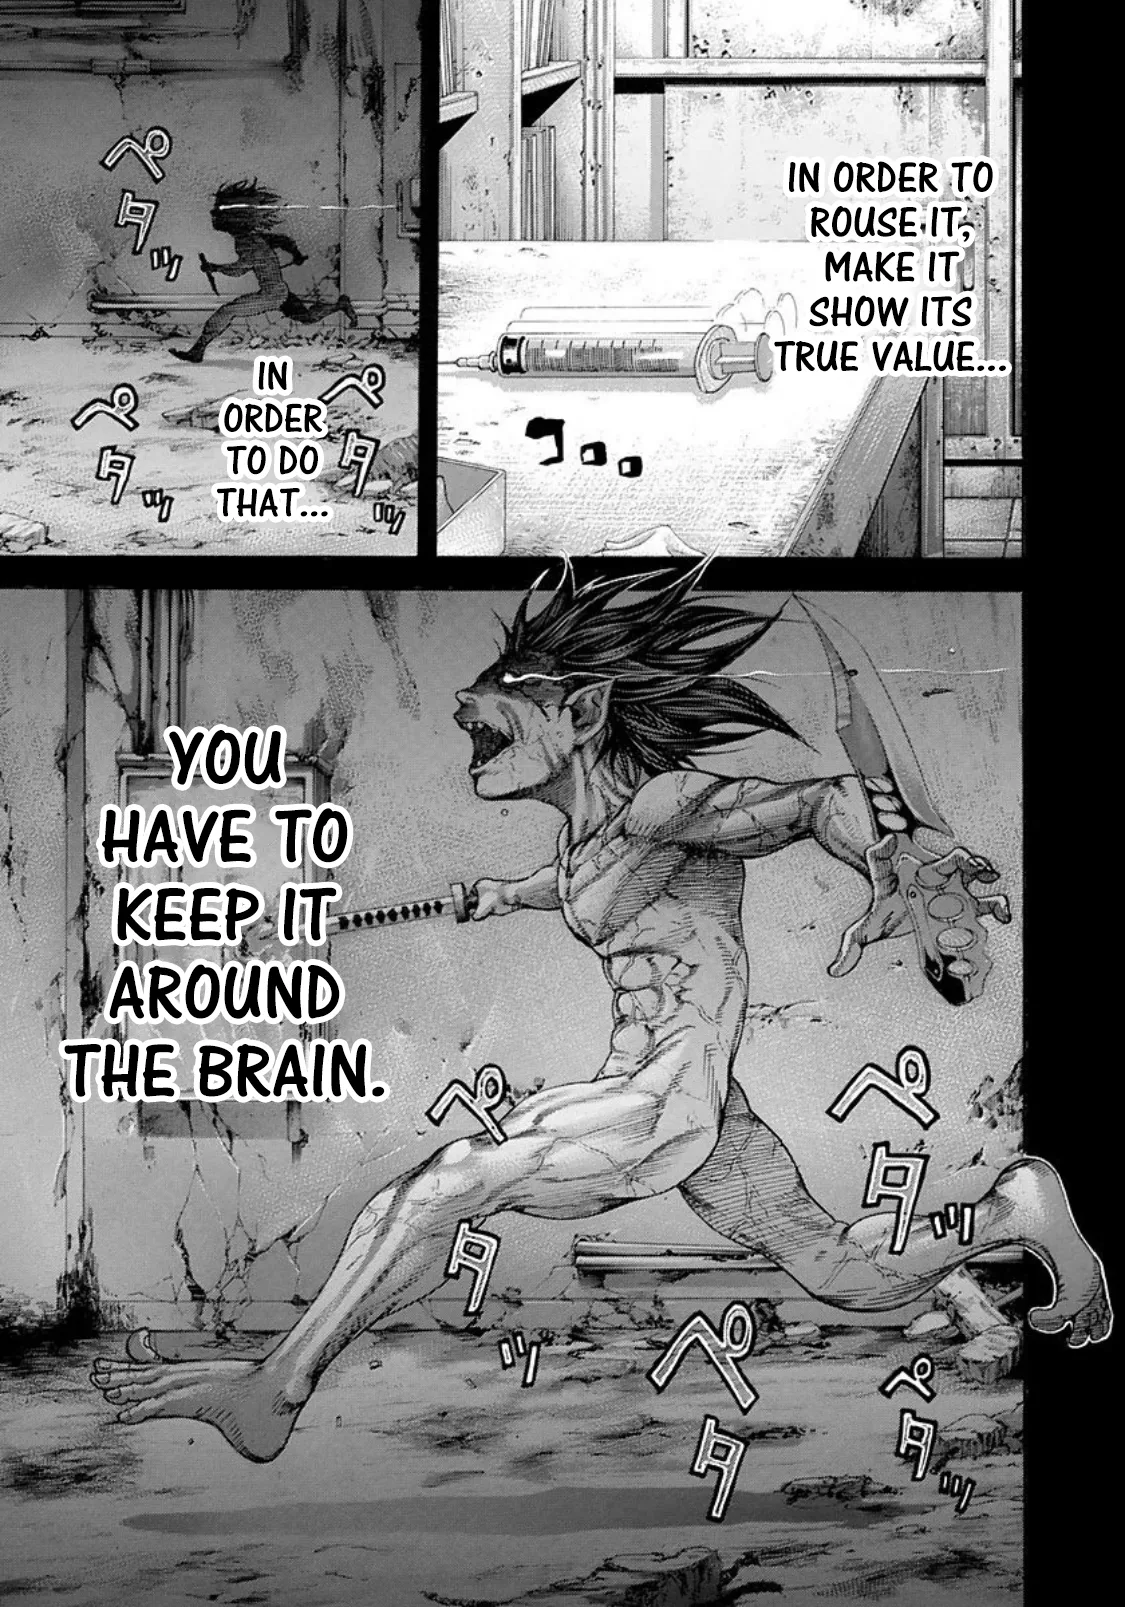 IN ORDER TO
ROUSE IT,
MAKE IT
SHOW ITS
TRUE VALUE...
コロロ
IN
ORDER
TO DO
THAT...
ペ
タ
ッ
ペ
タ
ッ
ペ
タ
ッ
YOU
HAVE TO
KEEP IT
AROUND
THE BRAIN.
ペ
タ
ッ
ペ
タ
ッ
ペ
タ
ペ
タ
ッ